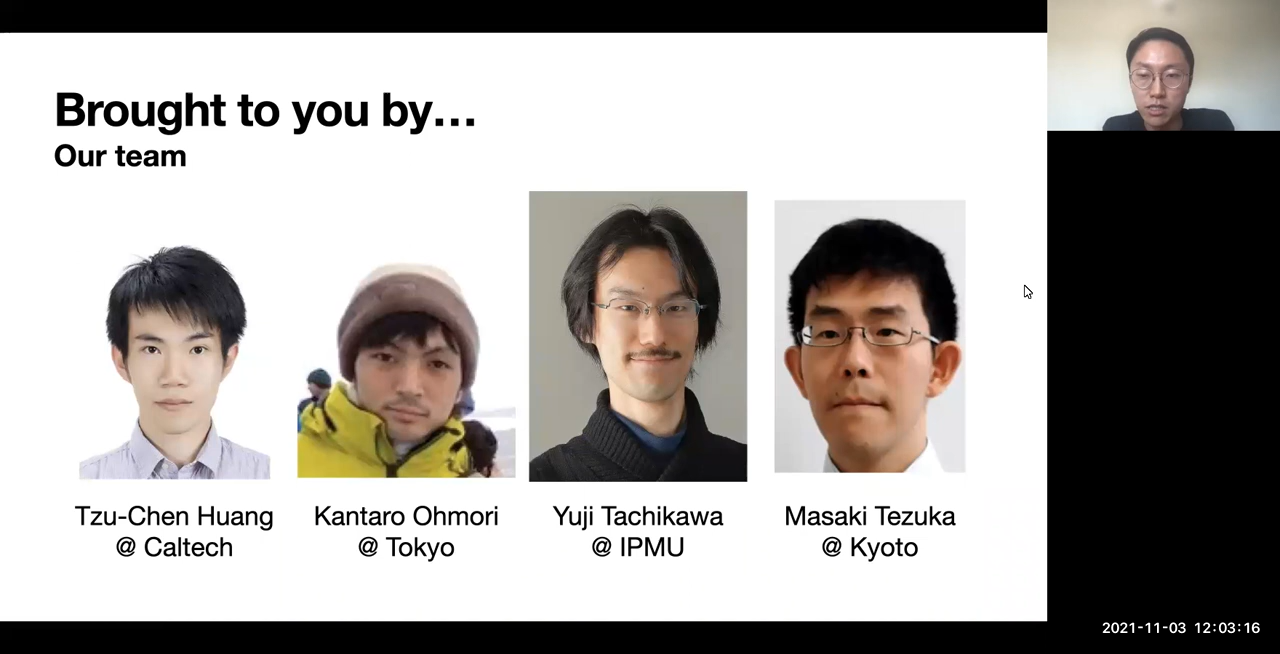 Brought to you by...
Our team
Tzu-Chen Huang
@ Caltech
Kantaro Ohmori
@ Tokyo
Yuji Tachikawa
@ IPMU
Masaki Tezuka
@ Kyoto
2021-11-03 12:03:16